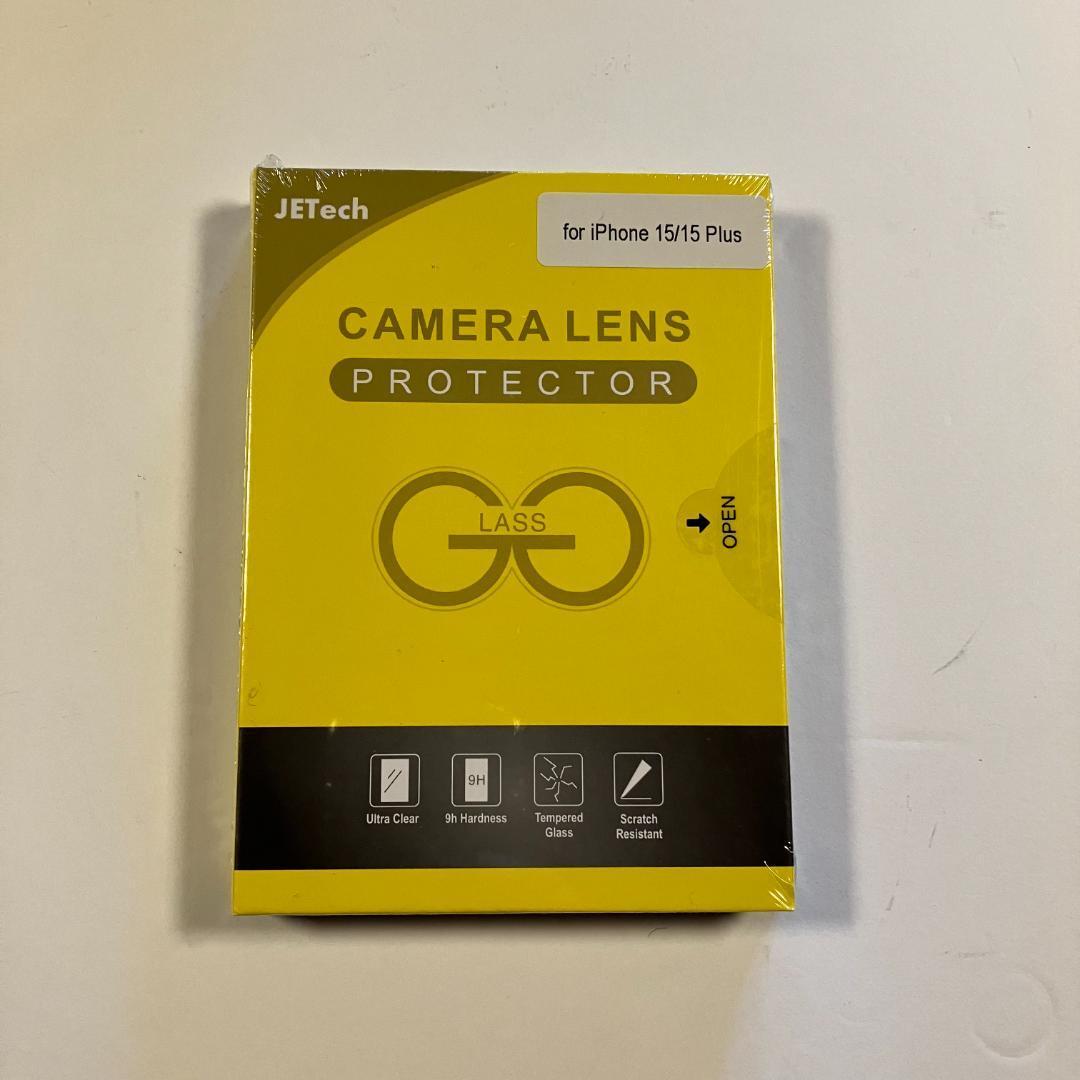 JETech
for iPhone 15/15 Plus
CAMERA LENS
PROTECTOR
GLASS
OPEN
9H
Ultra Clear
9h Hardness
Tempered
Glass
Scratch
Resistant